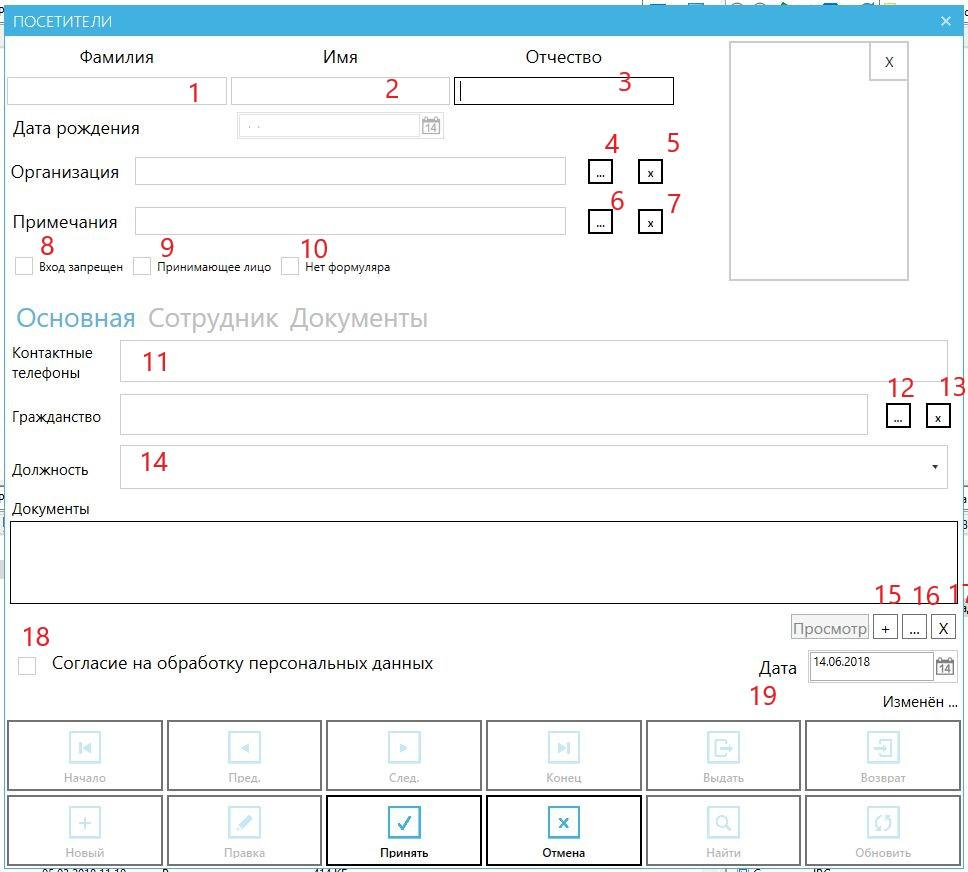 ПОСЕТИТЕЛИ
Фамилия Имя Отчество
1 2 3
Дата рождения . . 14
Организация ... 4 x 5
Примечания ... 6 x 7
8 9 10
Вход запрещен Принимающее лицо Нет формуляра
X
Основная Сотрудник Документы
Контактные
телефоны
11
Гражданство ... 12 x 13
Должность 14
Документы
15 16 17
Просмотр + ... X
18
Согласие на обработку персональных данных
Дата 14.06.2018 14
19
Изменён ...
Начало Пред. След. Конец Выдать Возврат
Новый Правка Принять Отмена Найти Обновить